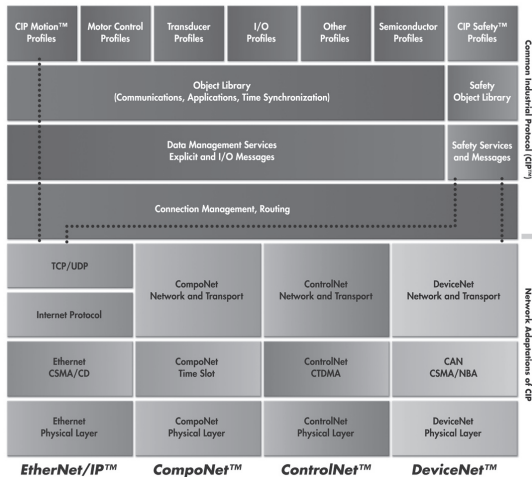 CIP Motion™
Profiles
Motor Control
Profiles
Transducer
Profiles
I/O
Profiles
Other
Profiles
Semiconductor
Profiles
CIP Safety™
Profiles
Object Library
(Communications, Applications, Time Synchronization)
Safety
Object Library
Data Management Services
Explicit and I/O Messages
Safety Services
and Messages
Connection Management, Routing
Common Industrial Protocol (CIP™)
TCP/UDP
Internet Protocol
CompoNet
Network and Transport
ControlNet
Network and Transport
DeviceNet
Network and Transport
Ethernet
CSMA/CD
CompoNet
Time Slot
ControlNet
CTDMA
CAN
CSMA/NBA
Ethernet
Physical Layer
CompoNet
Physical Layer
ControlNet
Physical Layer
DeviceNet
Physical Layer
Network Adaptations of CIP
EtherNet/IP™
CompoNet™
ControlNet™
DeviceNet™